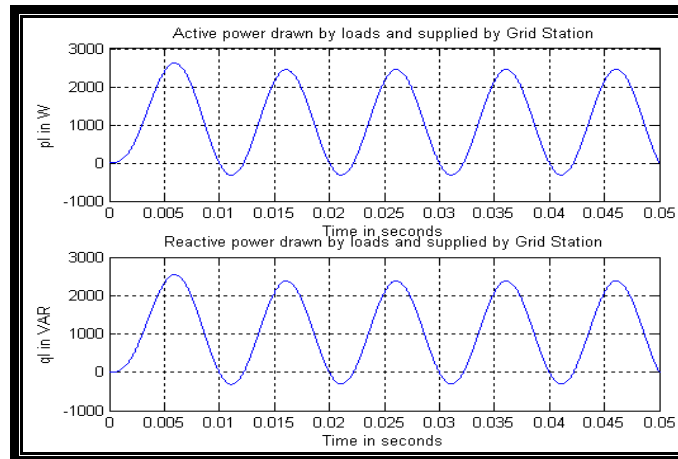 Active power drawn by loads and supplied by Grid Station
3000
2000
1000
0
-1000
pl in W
0 0.005 0.01 0.015 0.02 0.025 0.03 0.035 0.04 0.045 0.05
Time in seconds
Reactive power drawn by loads and supplied by Grid Station
3000
2000
1000
0
-1000
ql in VAR
0 0.005 0.01 0.015 0.02 0.025 0.03 0.035 0.04 0.045 0.05
Time in seconds